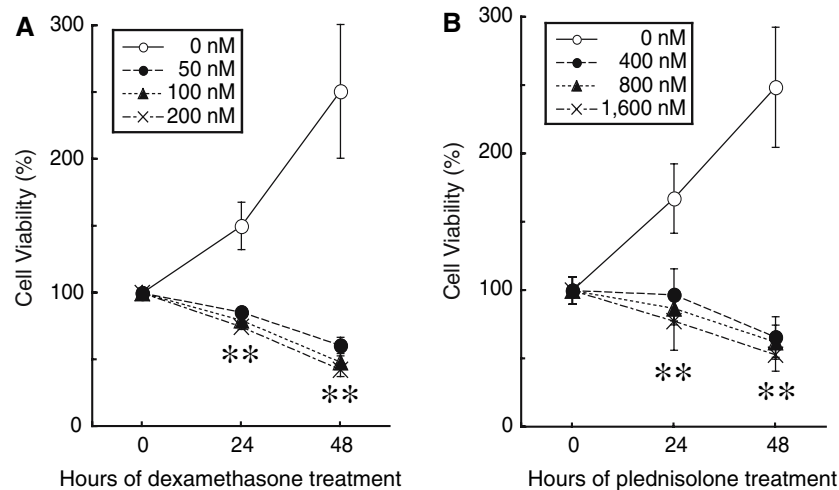 A
300
200
100
0
Cell Viability (%)
0 nM
50 nM
100 nM
200 nM
**
**
0 24 48
Hours of dexamethasone treatment
B
300
200
100
0
Cell Viability (%)
0 nM
400 nM
800 nM
1,600 nM
**
**
0 24 48
Hours of plednisolone treatment